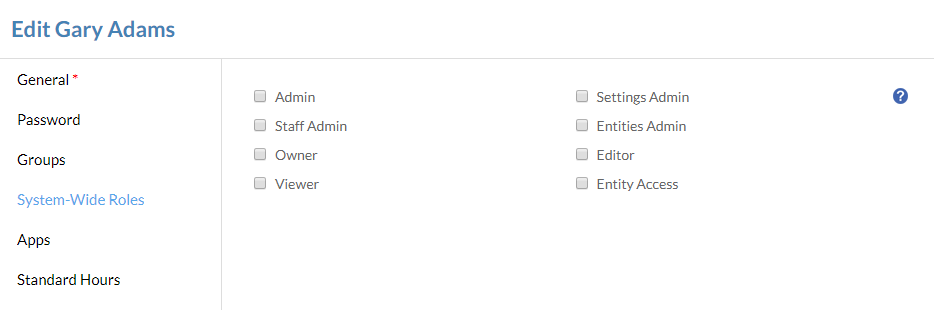 Edit Gary Adams
General *
Password
Groups
System-Wide Roles
Apps
Standard Hours
Admin
Settings Admin
?
Staff Admin
Entities Admin
Owner
Editor
Viewer
Entity Access